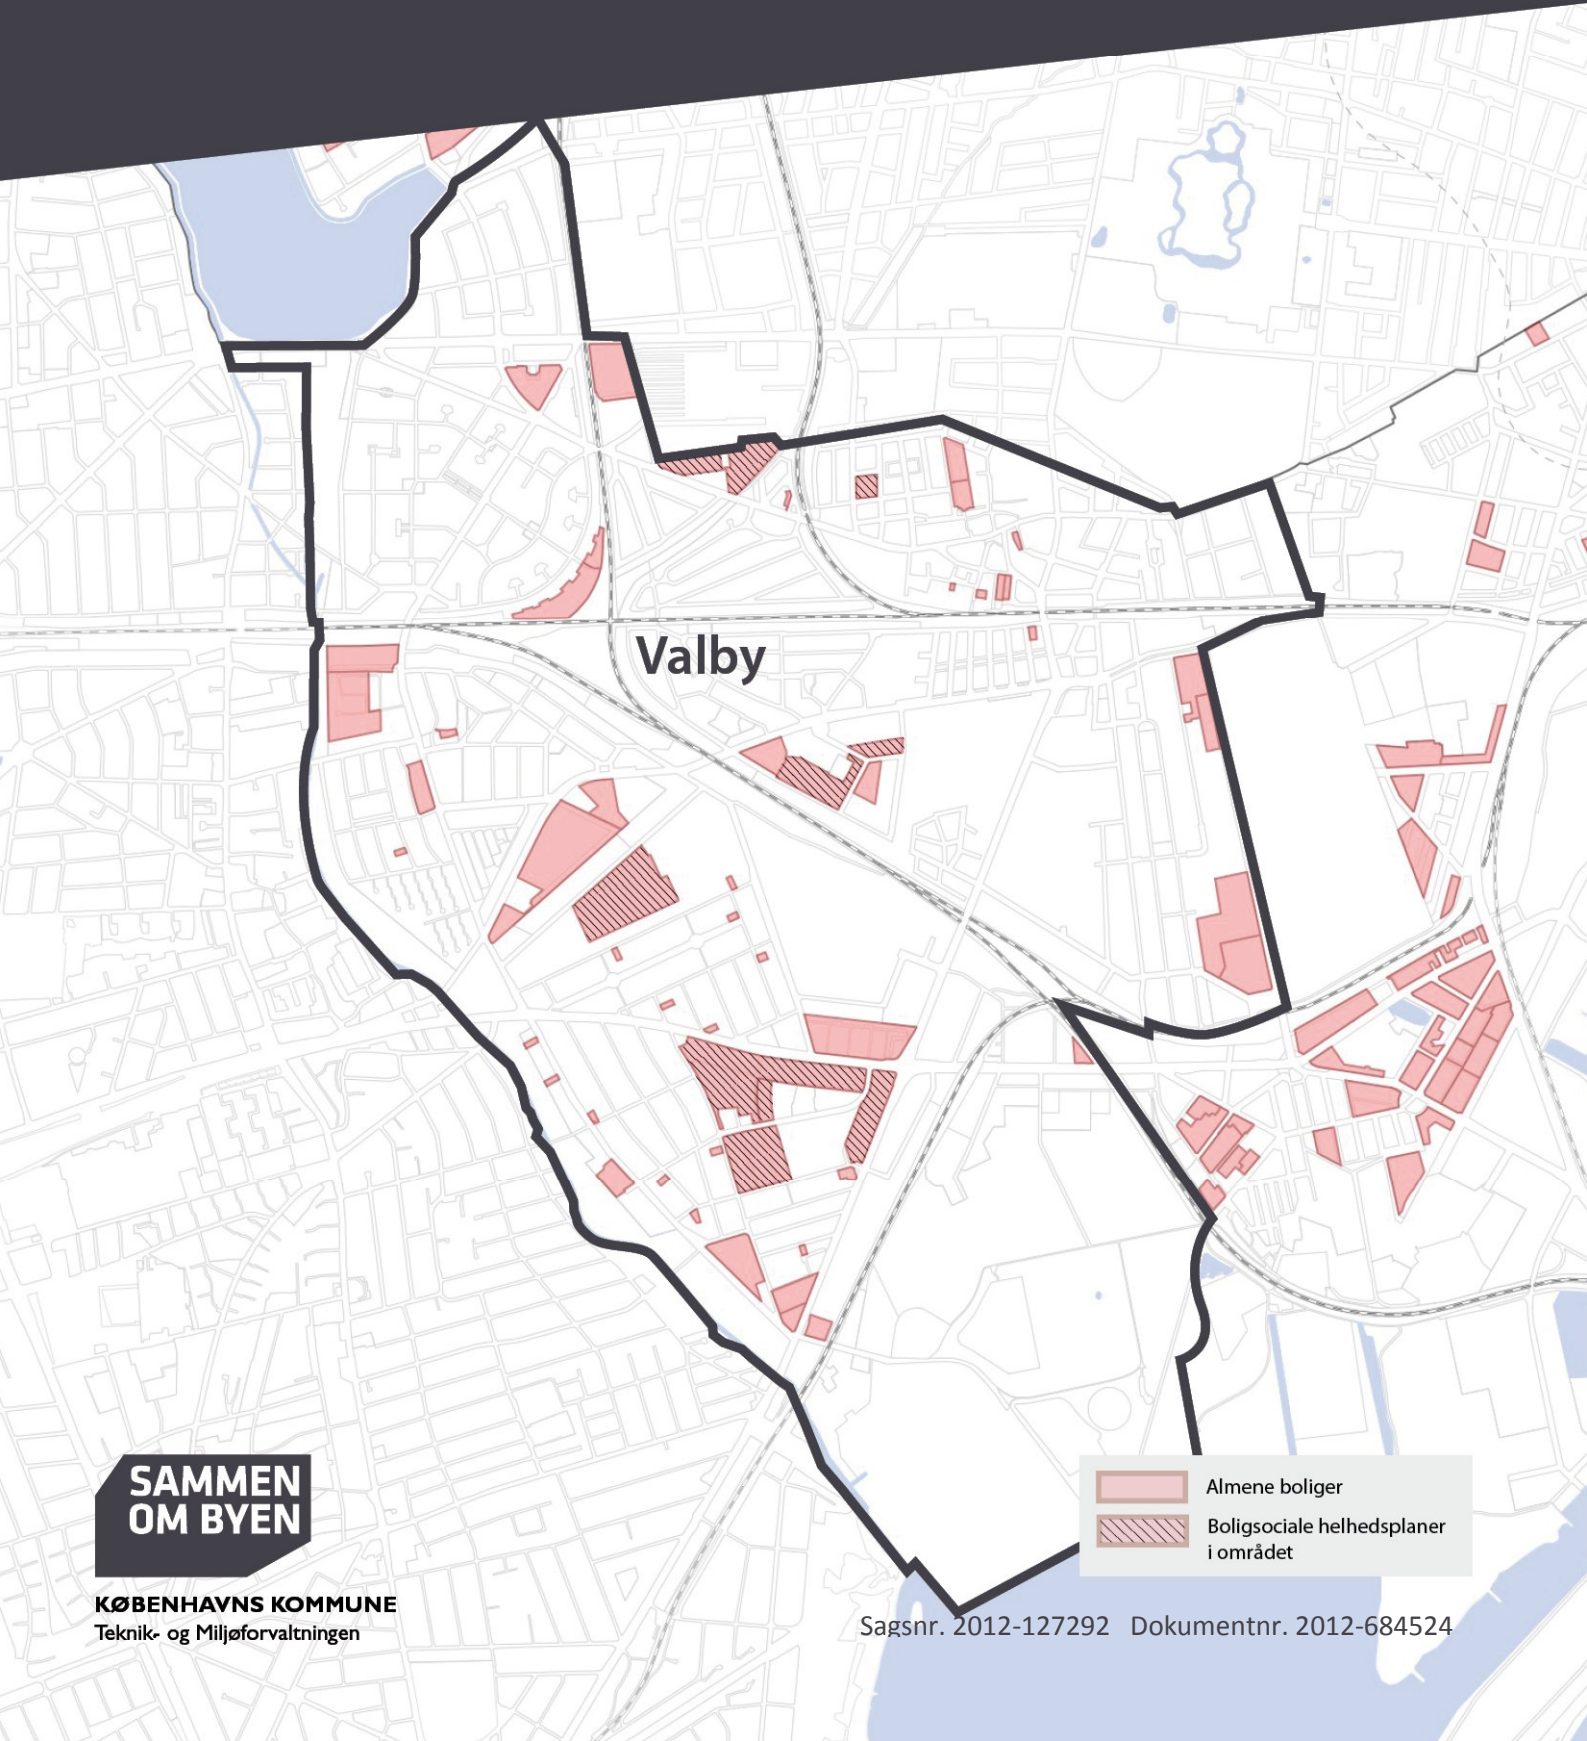 Valby
SAMMEN
OM BYEN
KØBENHAVNS KOMMUNE
Teknik- og Miljøforvaltningen
Almene boliger
Boligsociale helhedsplaner
i området
Sagsnr. 2012-127292 Dokumentnr. 2012-684524